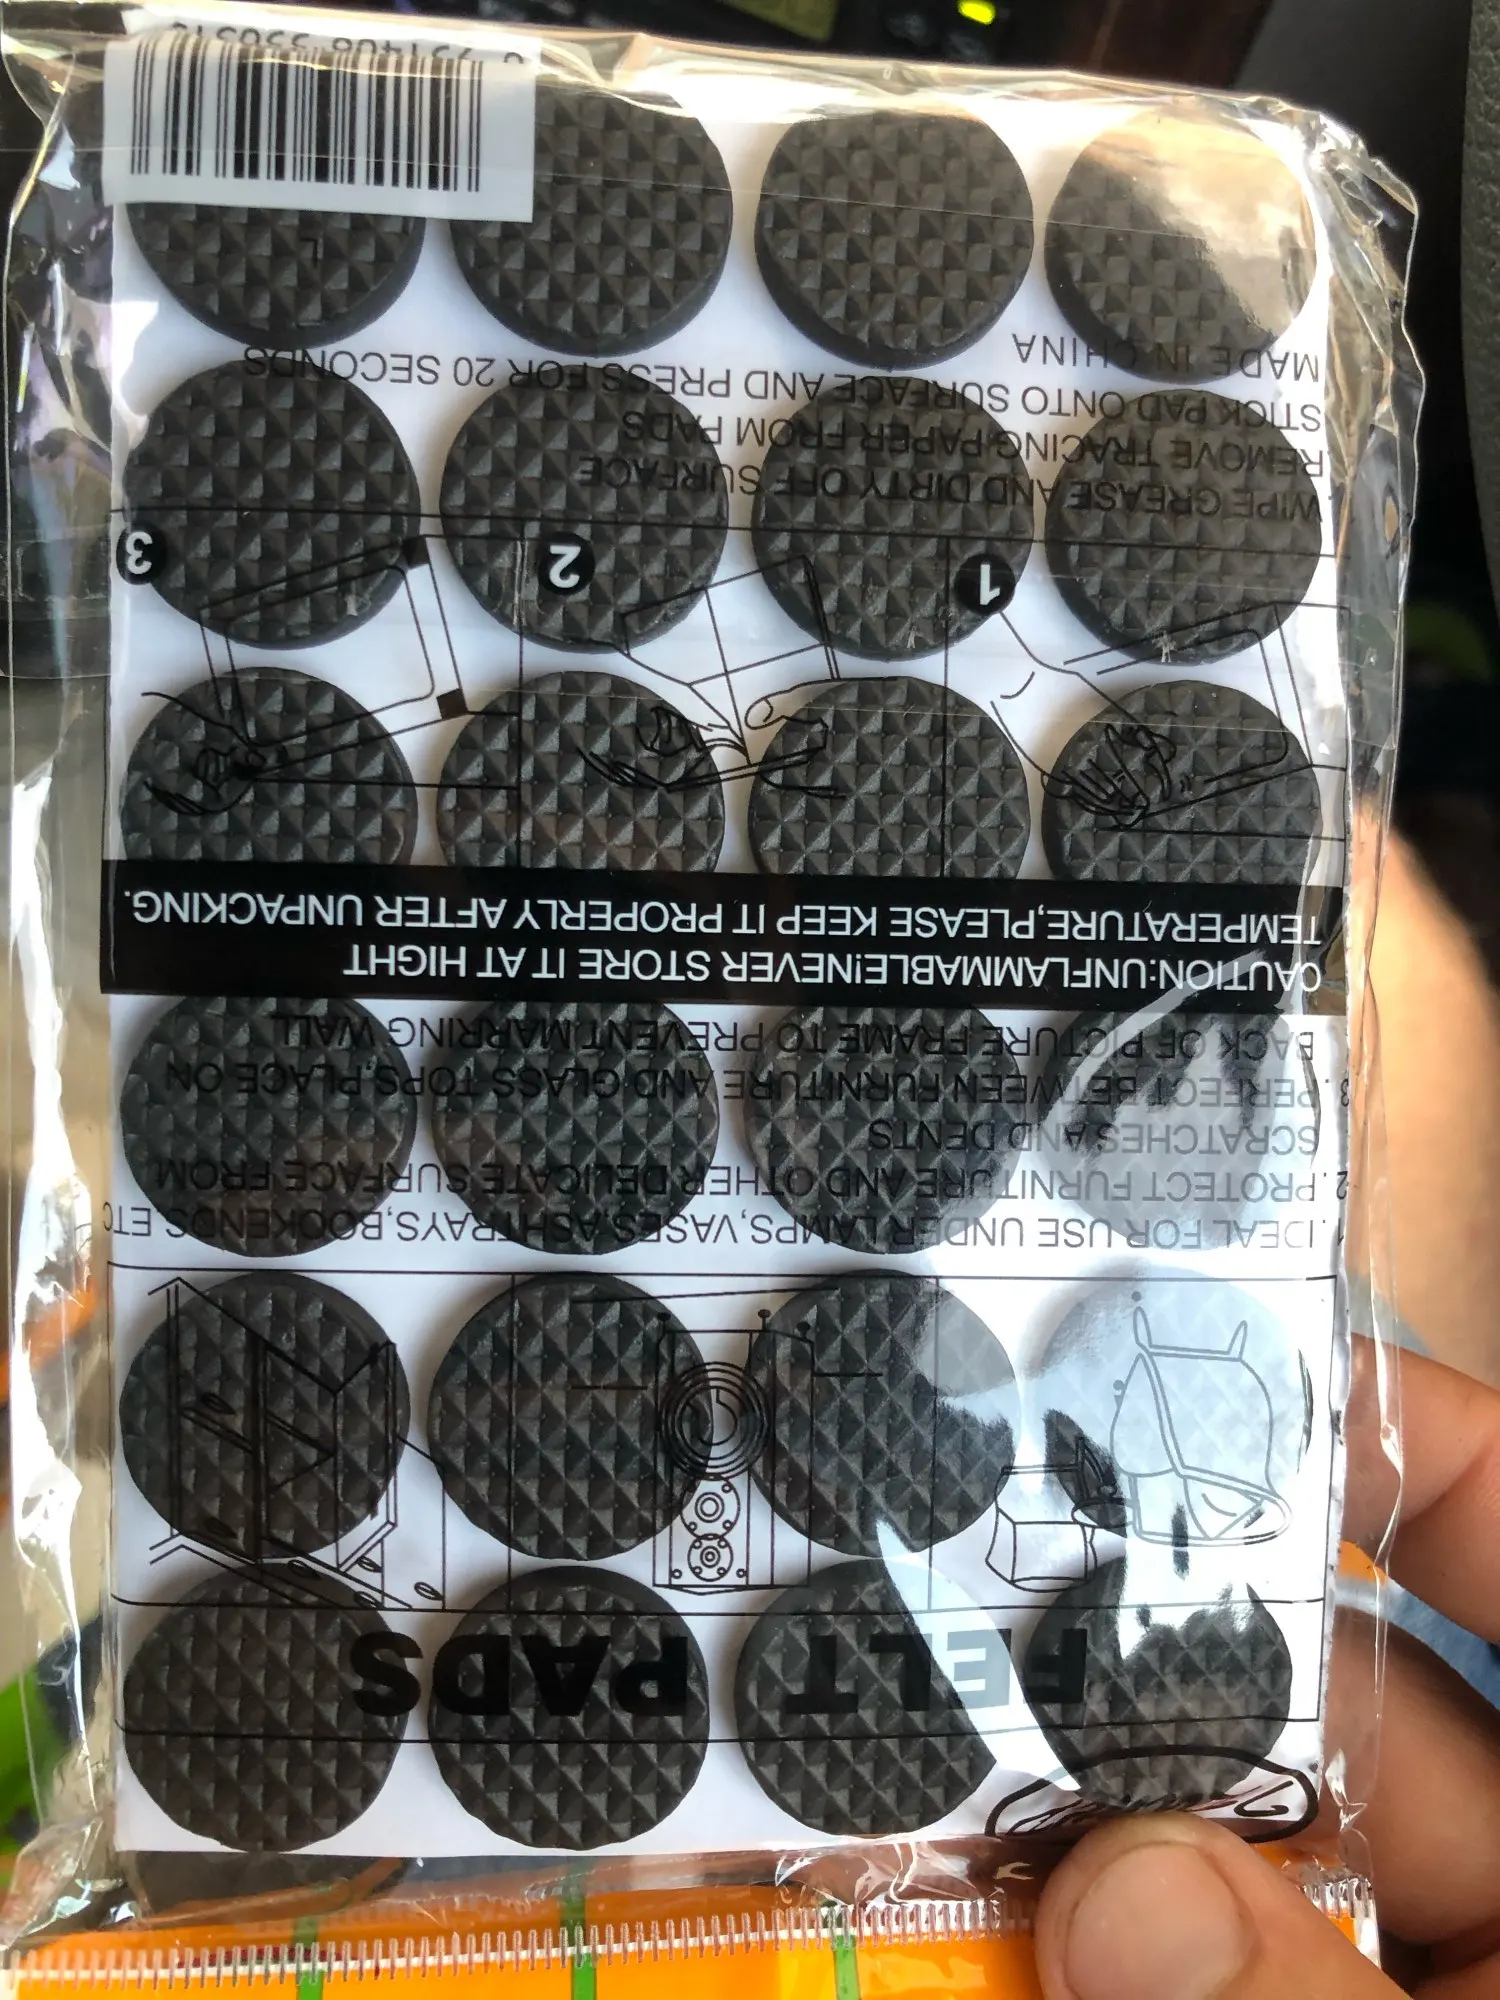 FELT PADS
1.IDEAL FOR USE UNDER LAMPS,VASES,ASHTRAYS,BOOKENDS ETC
2.PROTECT FURNITURE AND OTHER DELICATE SURFACE FROM
SCRATCHES AND DENTS
3.PERFECT BETWEEN FURNITURE AND GLASS TOPS,PLACE ON
BACK OF PICTURE FRAME TO PREVENT MARRING WALL
CAUTION:UNFLAMMABLE!NEVER STORE IT AT HIGHT
TEMPERATURE,PLEASE KEEP IT PROPERLY AFTER UNPACKING.
1 2 3
WIPE GREASE AND DIRTY OFF SURFACE
REMOVE TRACING PAPER FROM PADS
STICK PAD ONTO SURFACE AND PRESS FOR 20 SECONDS
MADE IN CHINA